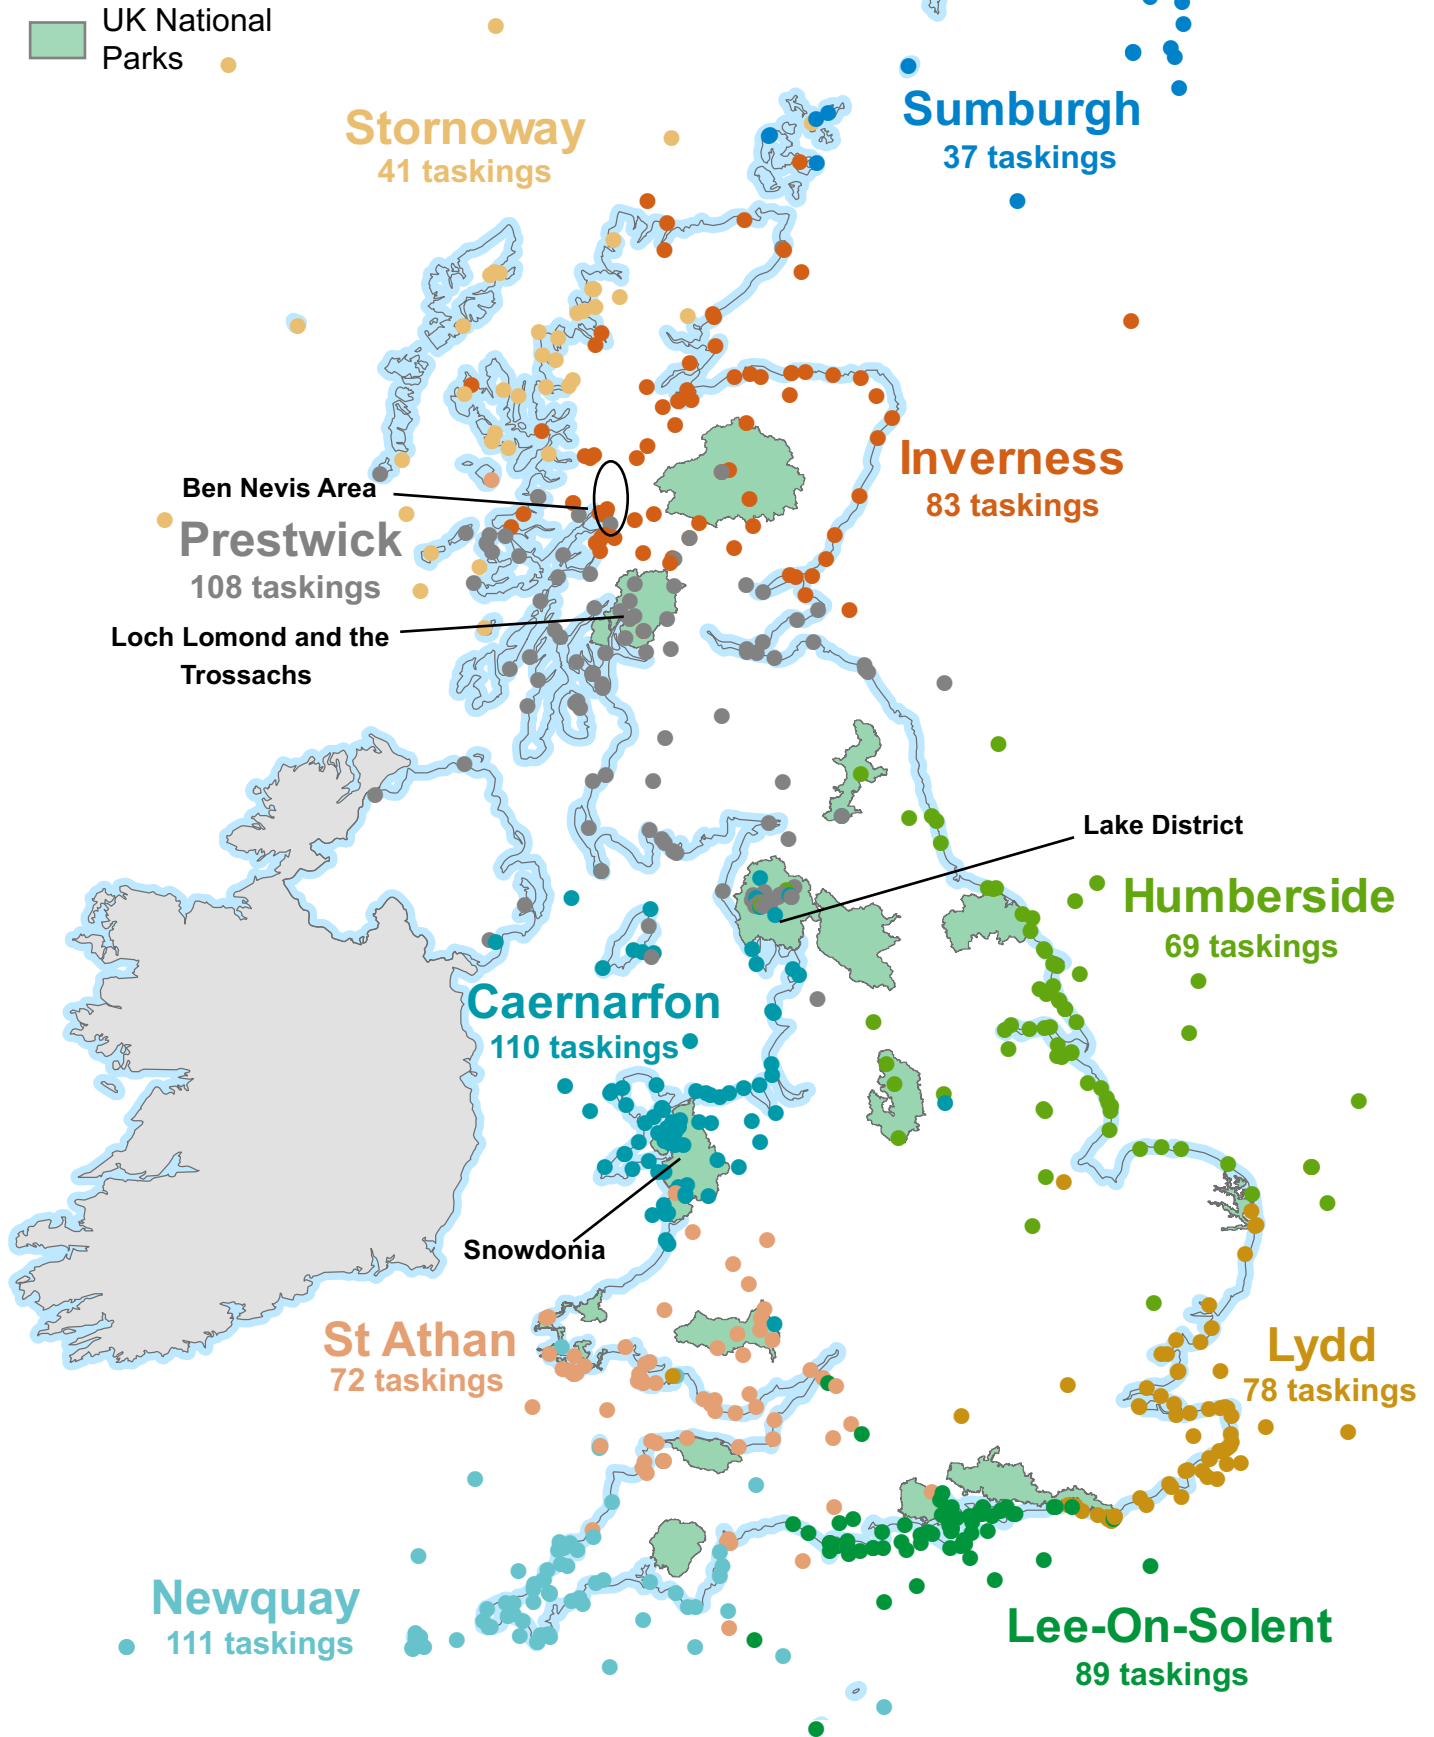 UK National
Parks
Stornoway
41 taskings
Sumburgh
37 taskings
Inverness
83 taskings
Ben Nevis Area
Prestwick
108 taskings
Loch Lomond and the
Trossachs
Lake District
Humberside
69 taskings
Caernarfon
110 taskings
Snowdonia
St Athan
72 taskings
Lydd
78 taskings
Newquay
111 taskings
Lee-On-Solent
89 taskings